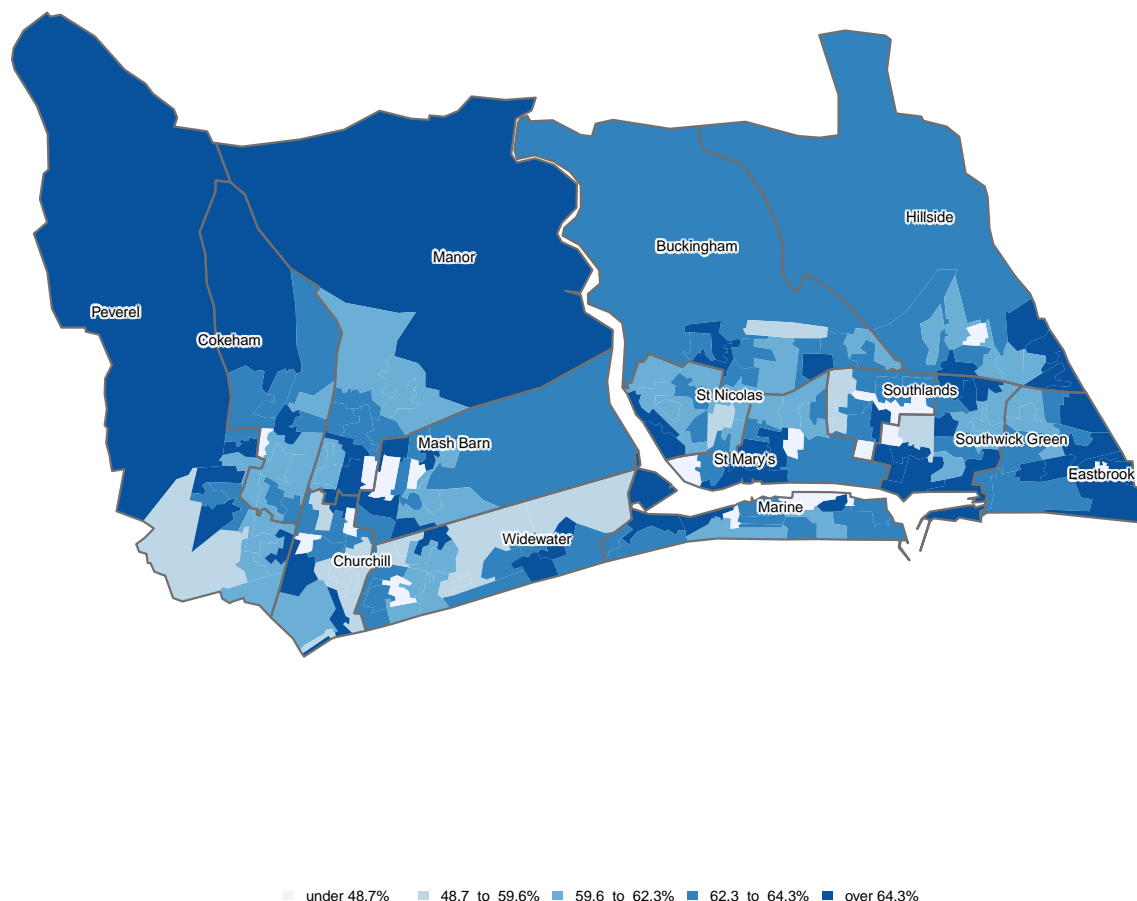 Hillside
Buckingham
Manor
Peverel
Cokeham
Southlands
St Nicolas
Southwick Green
Mash Barn
St Mary's
Eastbrook
Marine
Widewater
Churchill
under 48.7% 48.7 to 59.6% 59.6 to 62.3% 62.3 to 64.3% over 64.3%